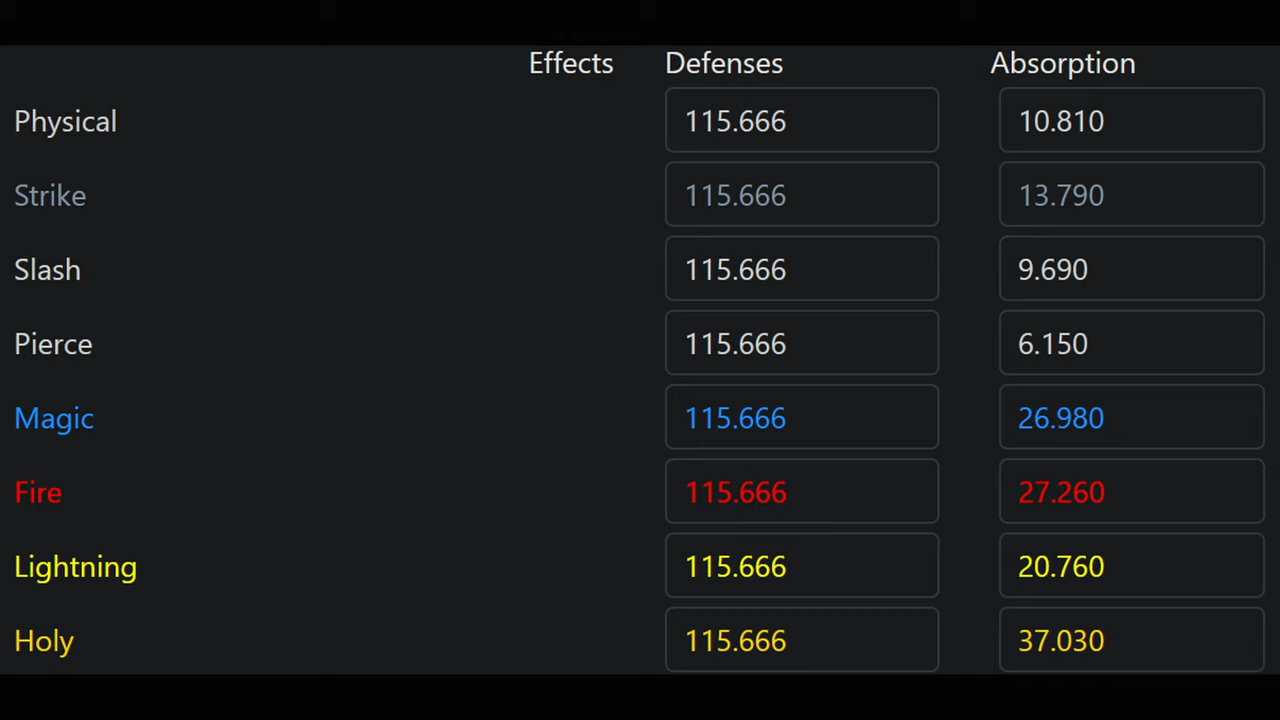 Effects Defenses Absorption
Physical 115.666 10.810
Strike 115.666 13.790
Slash 115.666 9.690
Pierce 115.666 6.150
Magic 115.666 26.980
Fire 115.666 27.260
Lightning 115.666 20.760
Holy 115.666 37.030